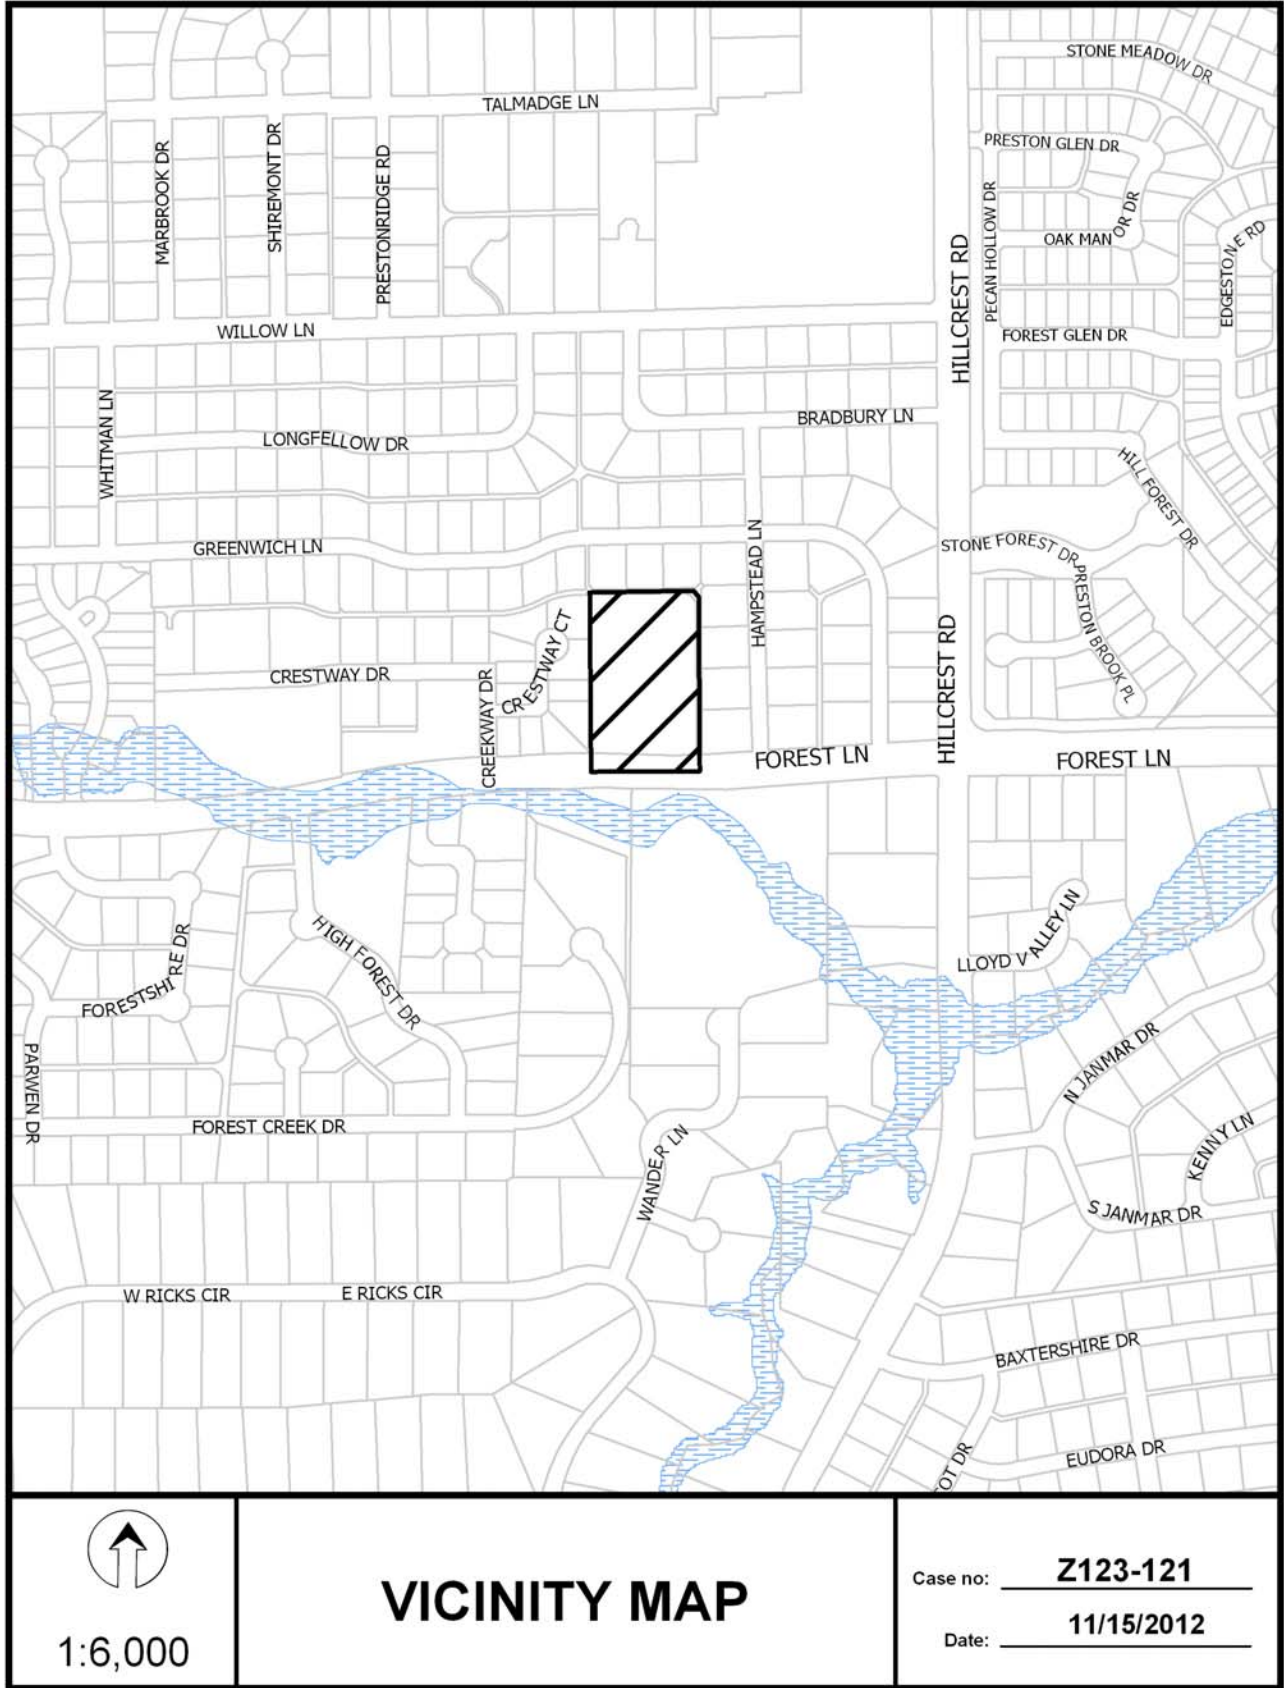 STONE MEADOW DR
TALMADGE LN
PRESTON GLEN DR
MARBROOK DR
SHIREMONT DR
PRESTONRIDGE RD
PECAN HOLLOW DR
OAK MANOR DR
EDGESTONE RD
HILLCREST RD
WILLOW LN
FOREST GLEN DR
WHITMAN LN
BRADBURY LN
LONGFELLOW DR
HILL FOREST DR
GREENWICH LN
HAMPSTEAD LN
STONE FOREST DR
PRESTON BROOK PL
CRESTWAY CT
HILLCREST RD
CRESTWAY DR
CREEKWAY DR
FOREST LN
FOREST LN
LLOYD VALLEY LN
HIGH FOREST DR
FORESTSHIRE DR
PARWEN DR
N JANMAR DR
FOREST CREEK DR
WANDER LN
KENNY LN
S JANMAR DR
W RICKS CIR
E RICKS CIR
BAXTERSHIRE DR
EUDORA DR
OT DR
1:6,000
VICINITY MAP
Case no: Z123-121
Date: 11/15/2012